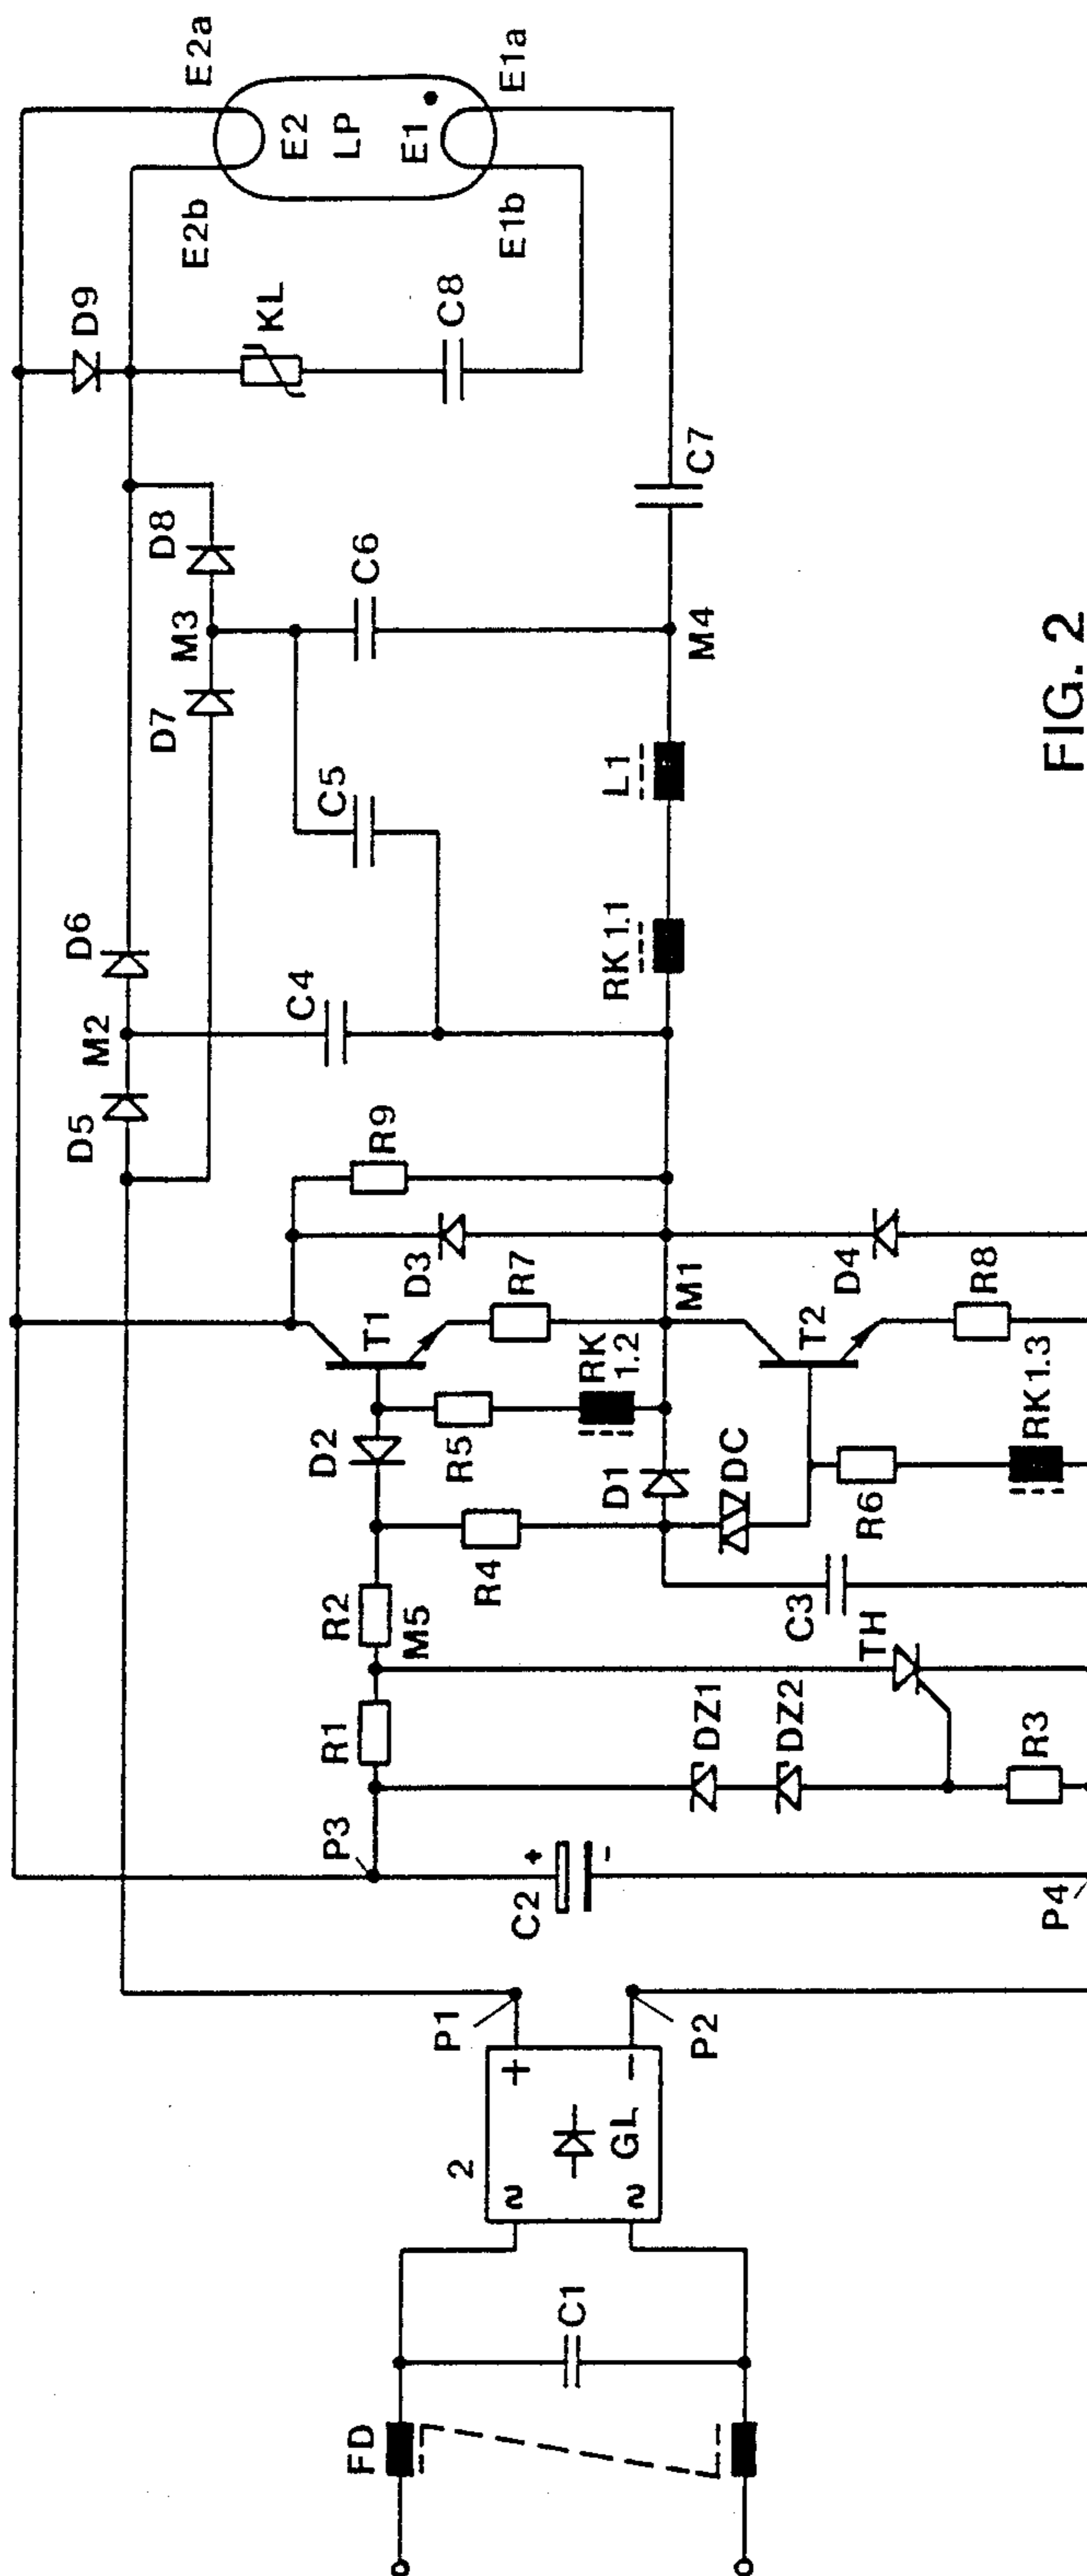 FD
C1
2
~
~
+
−
GL
P1
P2
P3
C2
+
-
P4
R1
M5
R2
DZ1
DZ2
R3
TH
C3
R4
D2
R5
D1
DC
RK
1.2
R6
RK1.3
T1
R7
D3
R9
M1
T2
D4
R8
D5
M2
D6
C4
RK1.1
C5
L1
D7
M3
D8
C6
M4
C7
D9
KL
C8
E2b
E2a
E2
LP
E1
E1b
E1a
FIG. 2